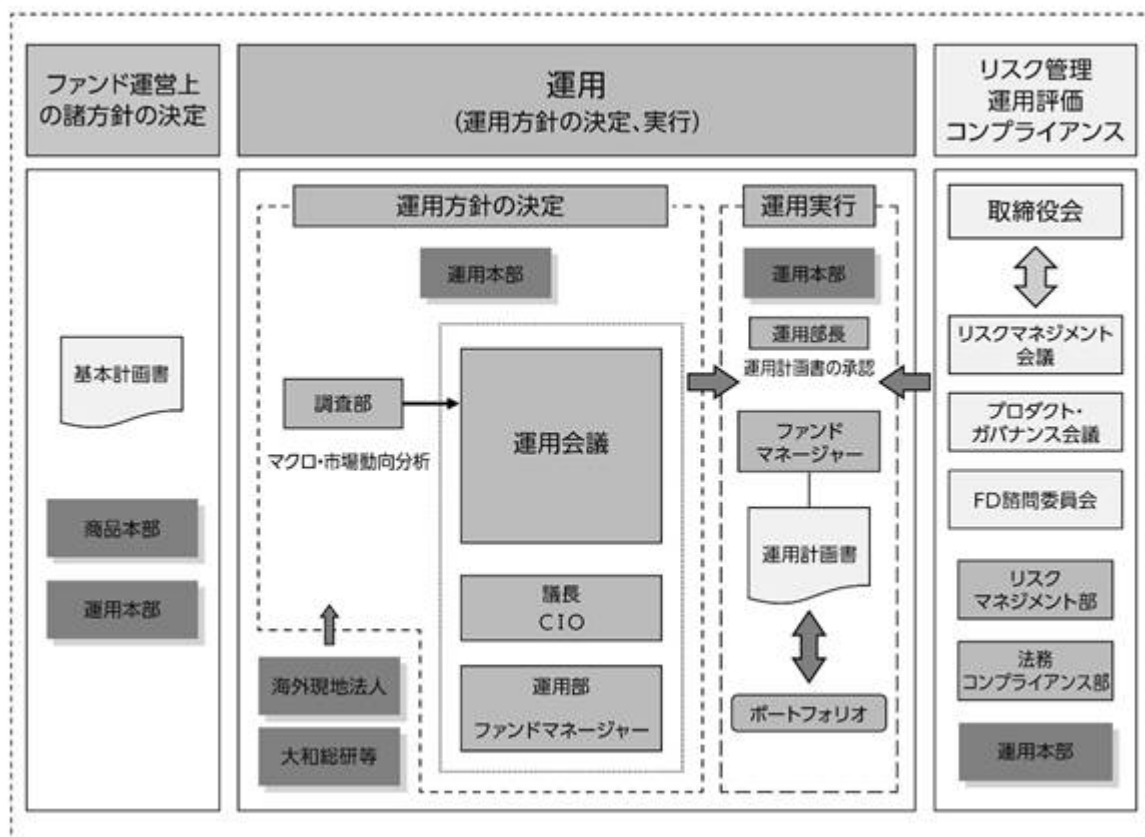 ファンド運営上
の諸方針の決定
運用
(運用方針の決定、実行)
リスク管理
運用評価
コンプライアンス
基本計画書
商品本部
運用本部
運用方針の決定
運用本部
調査部
マクロ・市場動向分析
運用会議
議長
CIO
運用部
ファンドマネージャー
海外現地法人
大和総研等
運用実行
運用本部
運用部長
運用計画書の承認
ファンド
マネージャー
運用計画書
ポートフォリオ
取締役会
リスクマネジメント
会議
プロダクト・
ガバナンス会議
FD諮問委員会
リスク
マネジメント部
法務
コンプライアンス部
運用本部